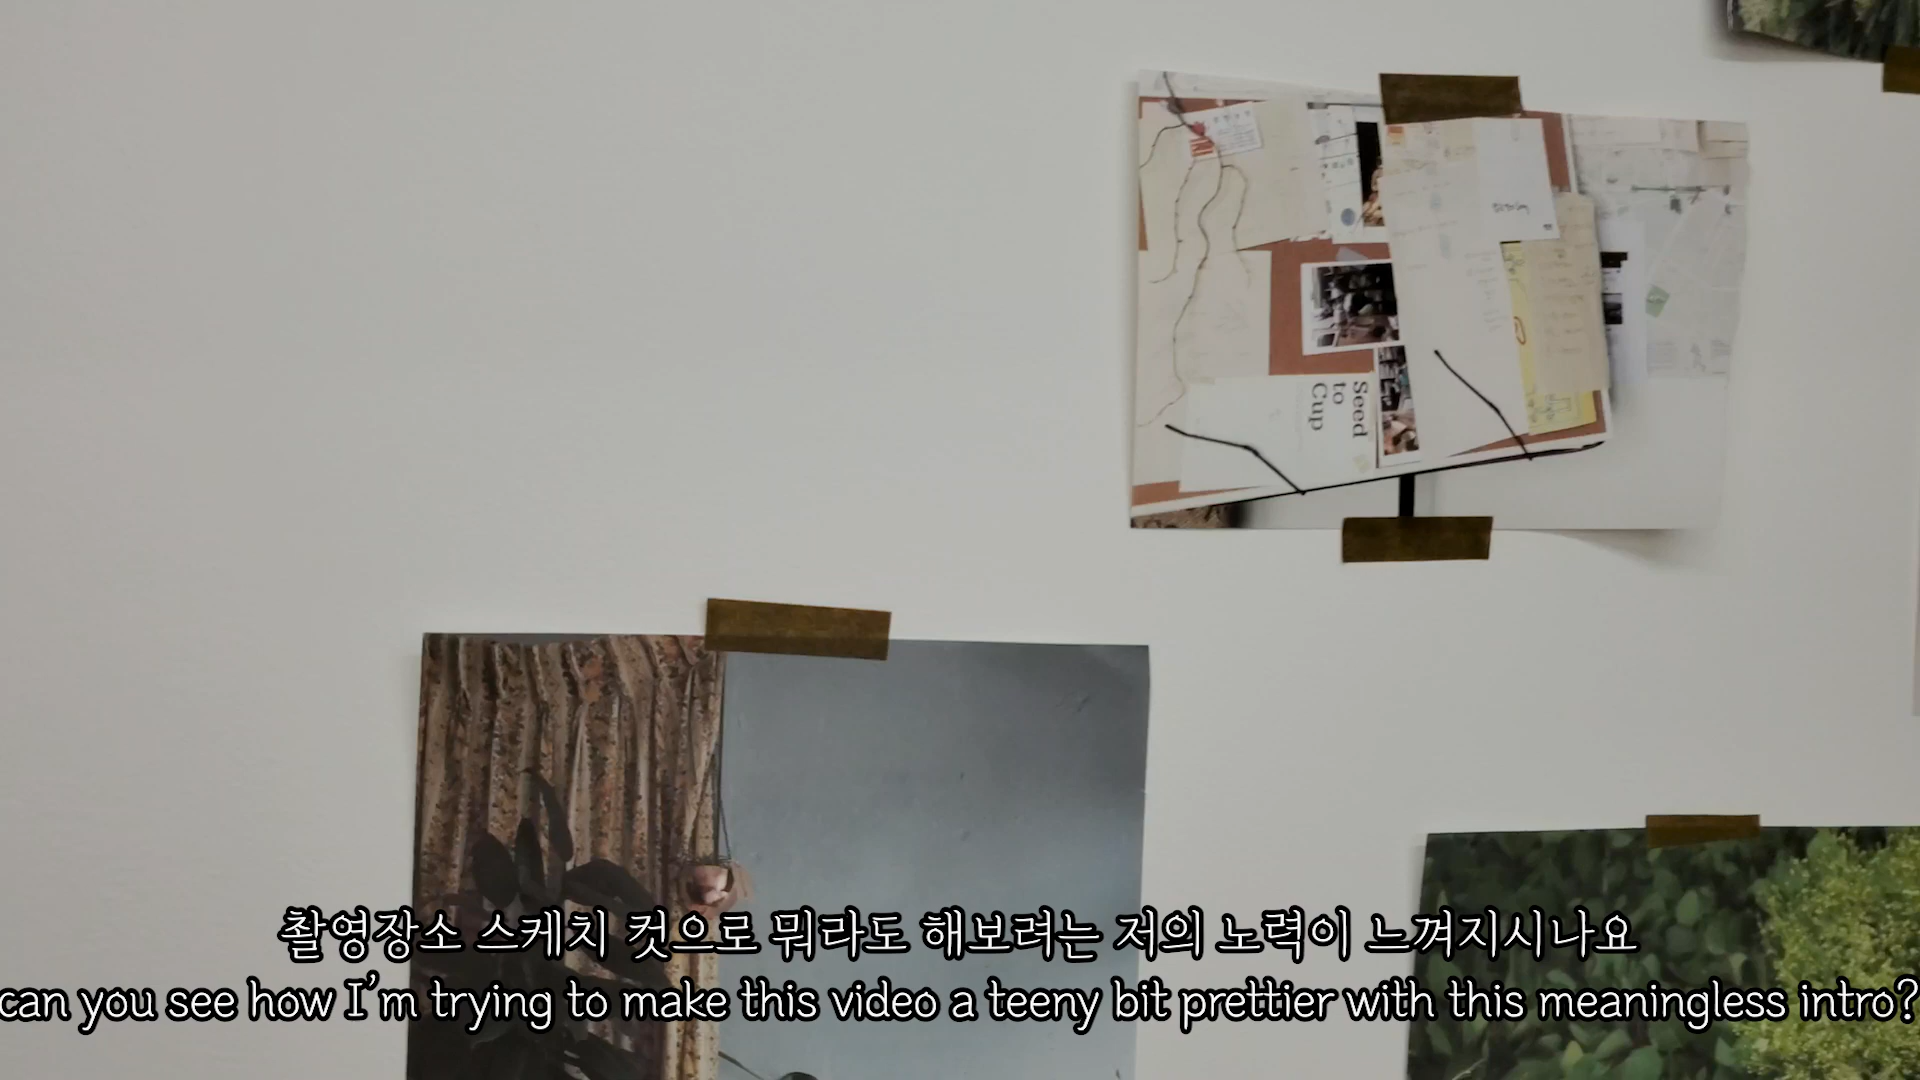 Seed
to
Cup
촬영장소 스케치 컷으로 뭐라도 해보려는 저의 노력이 느껴지시나요
can you see how I'm trying to make this video a teeny bit prettier with this meaningless intro?